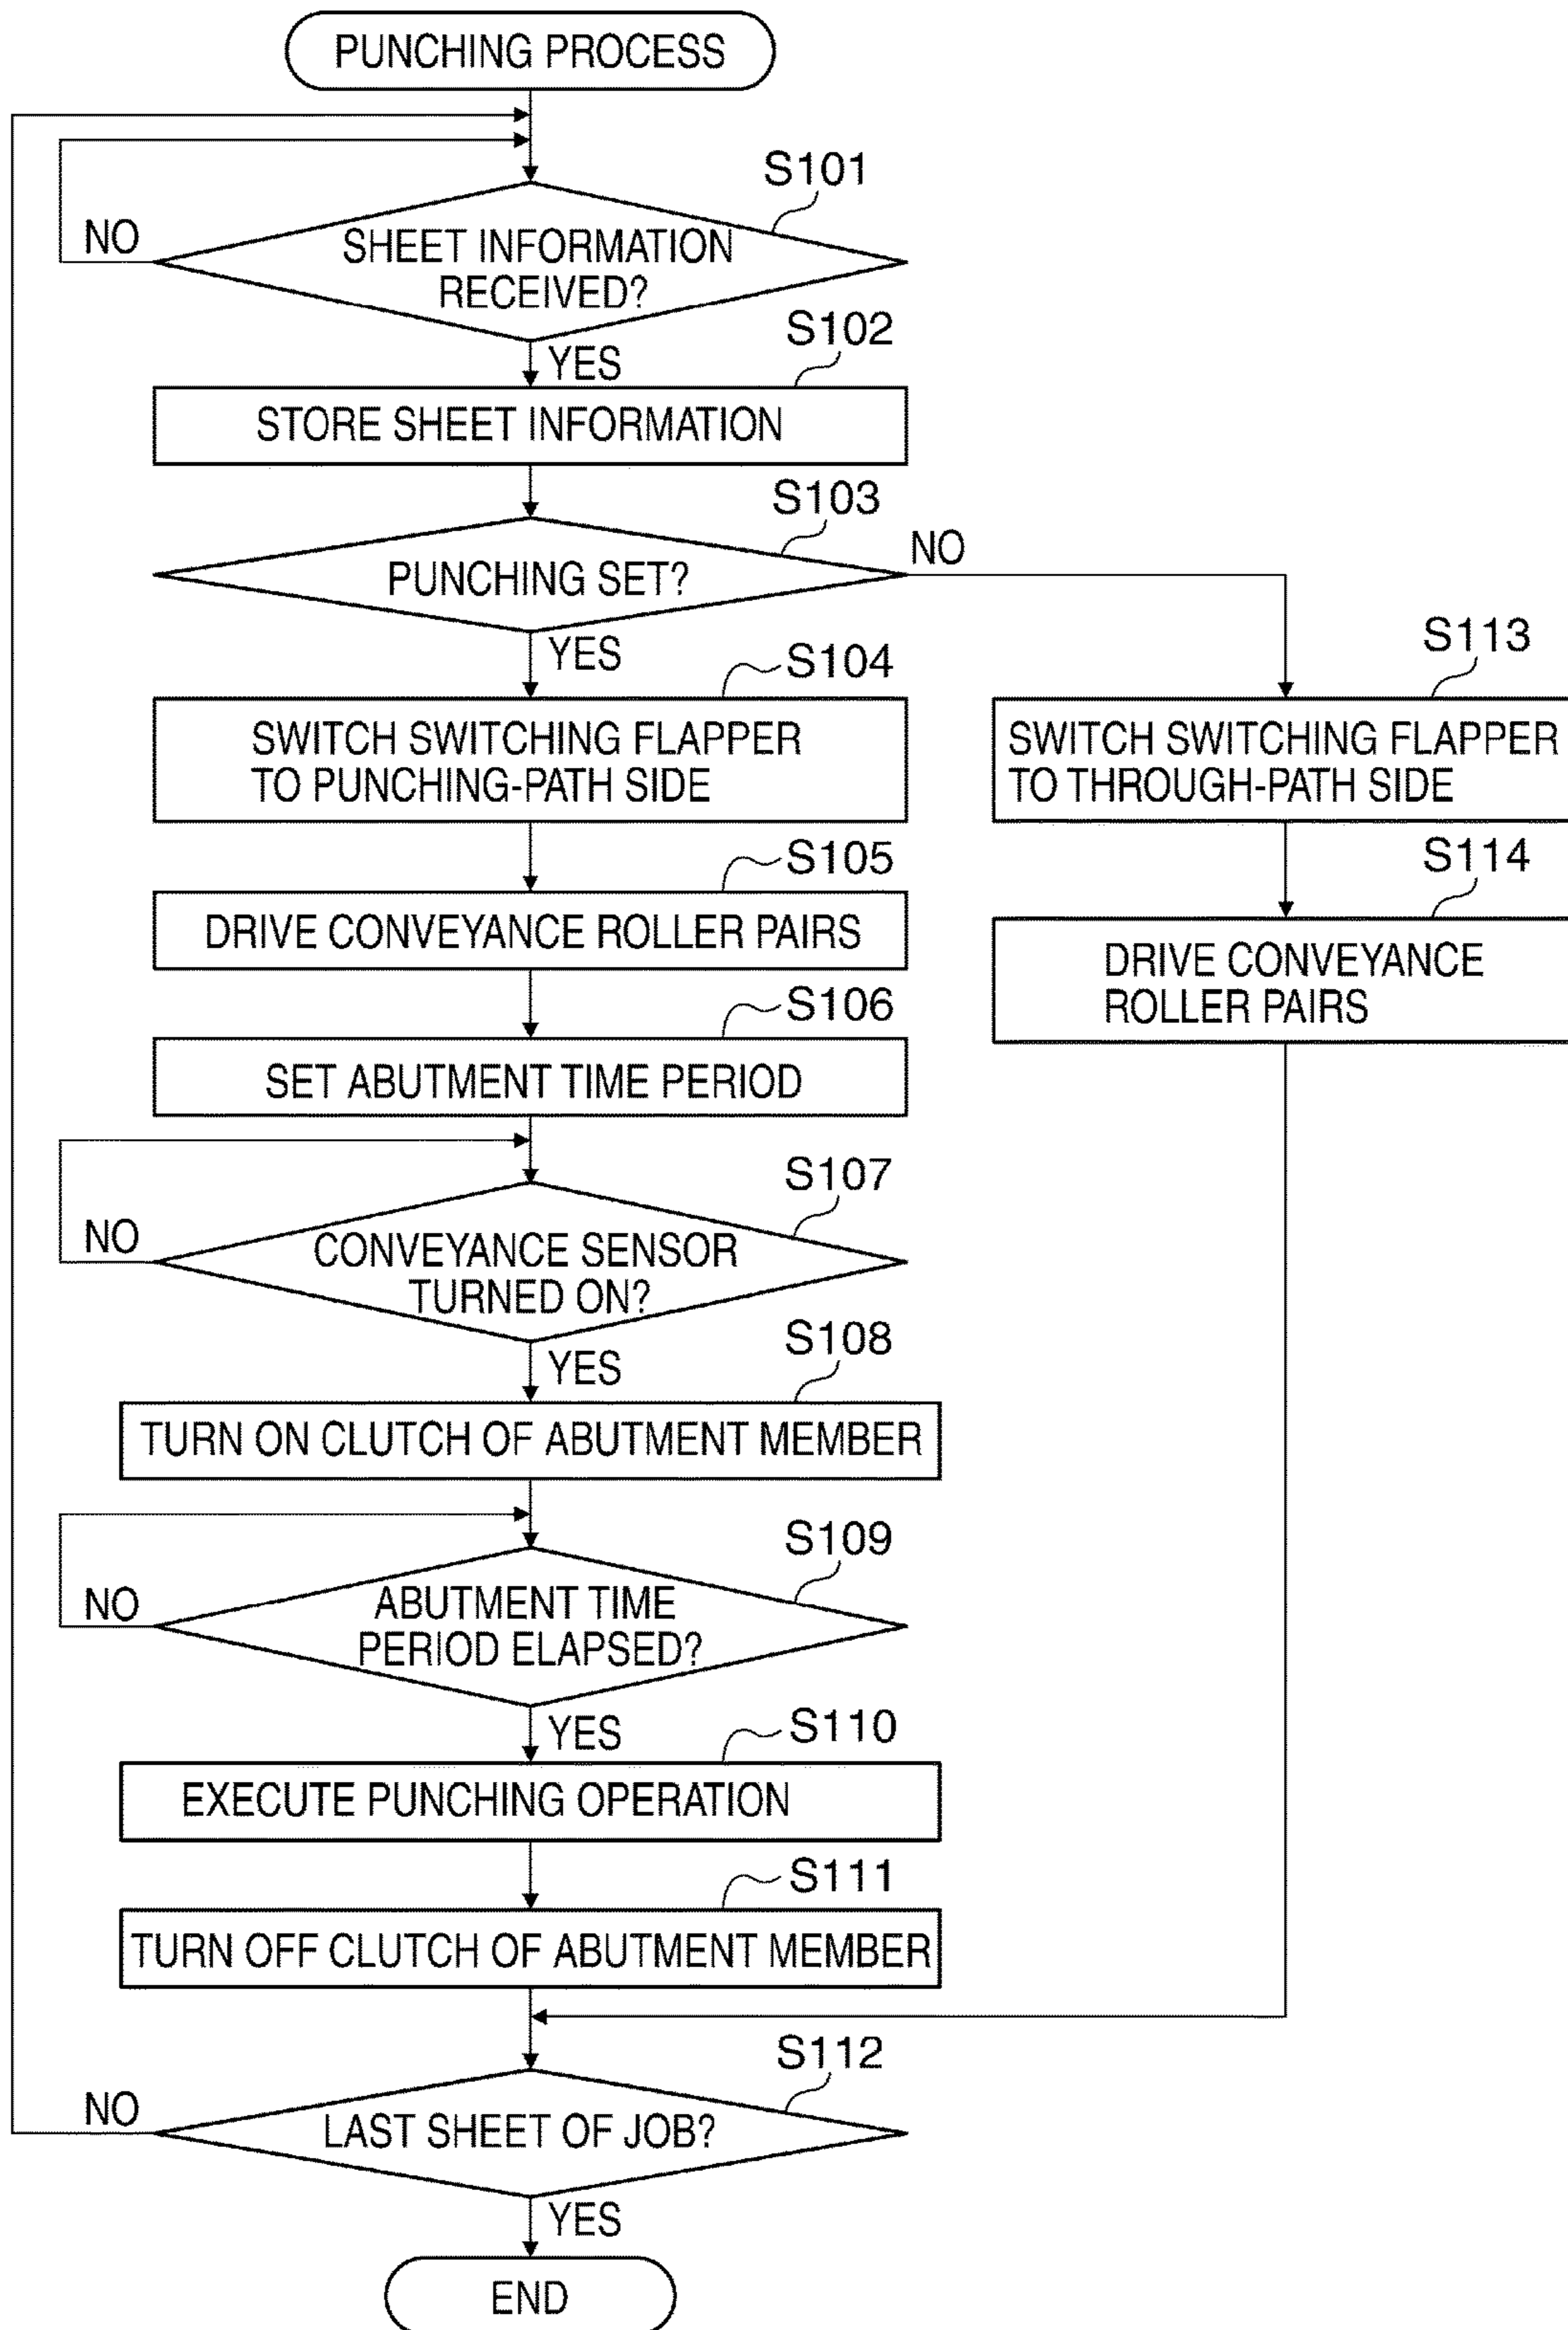 PUNCHING PROCESS
S101
NO
SHEET INFORMATION
RECEIVED?
S102
YES
STORE SHEET INFORMATION
S103
NO
PUNCHING SET?
YES
S104
SWITCH SWITCHING FLAPPER
TO PUNCHING-PATH SIDE
S113
SWITCH SWITCHING FLAPPER
TO THROUGH-PATH SIDE
S105
DRIVE CONVEYANCE ROLLER PAIRS
S114
DRIVE CONVEYANCE
ROLLER PAIRS
S106
SET ABUTMENT TIME PERIOD
S107
NO
CONVEYANCE SENSOR
TURNED ON?
S108
YES
TURN ON CLUTCH OF ABUTMENT MEMBER
S109
NO
ABUTMENT TIME
PERIOD ELAPSED?
YES
S110
EXECUTE PUNCHING OPERATION
S111
TURN OFF CLUTCH OF ABUTMENT MEMBER
S112
NO
LAST SHEET OF JOB?
YES
END